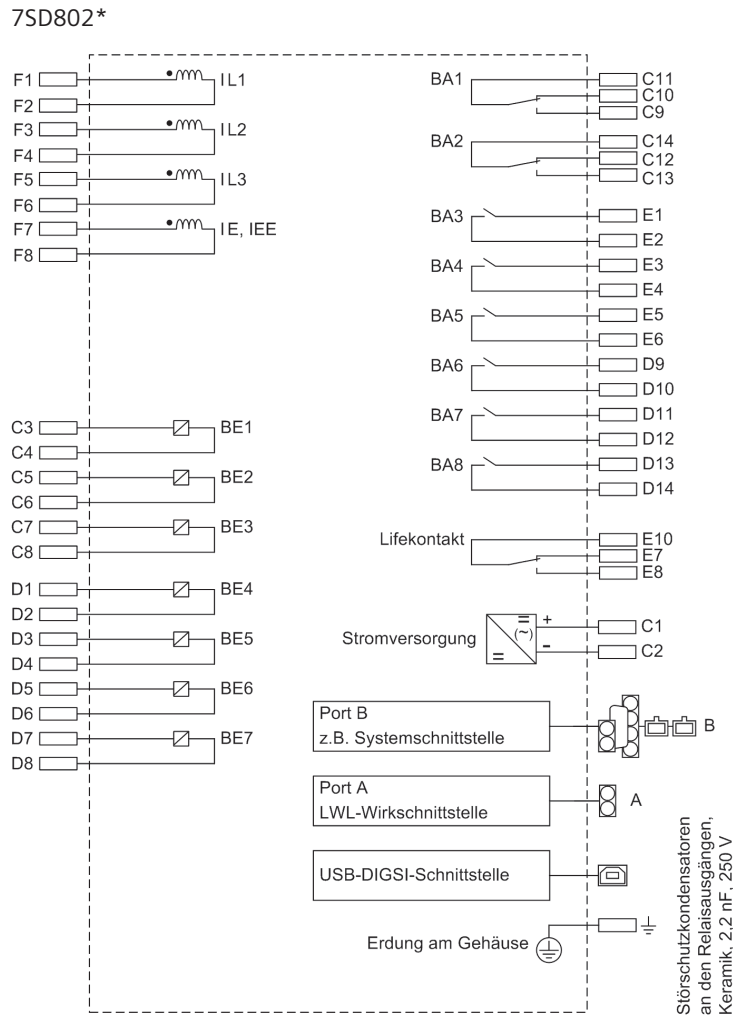 7SD802*
F1 IL1
F2
F3 IL2
F4
F5 IL3
F6
F7 IE, IEE
F8
C3 BE1
C4
C5 BE2
C6
C7 BE3
C8
D1 BE4
D2
D3 BE5
D4
D5 BE6
D6
D7 BE7
D8
BA1 C11
C10
C9
BA2 C14
C12
C13
BA3 E1
E2
BA4 E3
E4
BA5 E5
E6
BA6 D9
D10
BA7 D11
D12
BA8 D13
D14
Lifekontakt E10
E7
E8
Stromversorgung = (~) = + C1
- C2
Port B
z.B. Systemschnittstelle
B
Port A
LWL-Wirkschnittstelle
A
USB-DIGSI-Schnittstelle
Erdung am Gehäuse
Störschutzkondensatoren
an den Relaisausgängen,
Keramik, 2,2 nF, 250 V